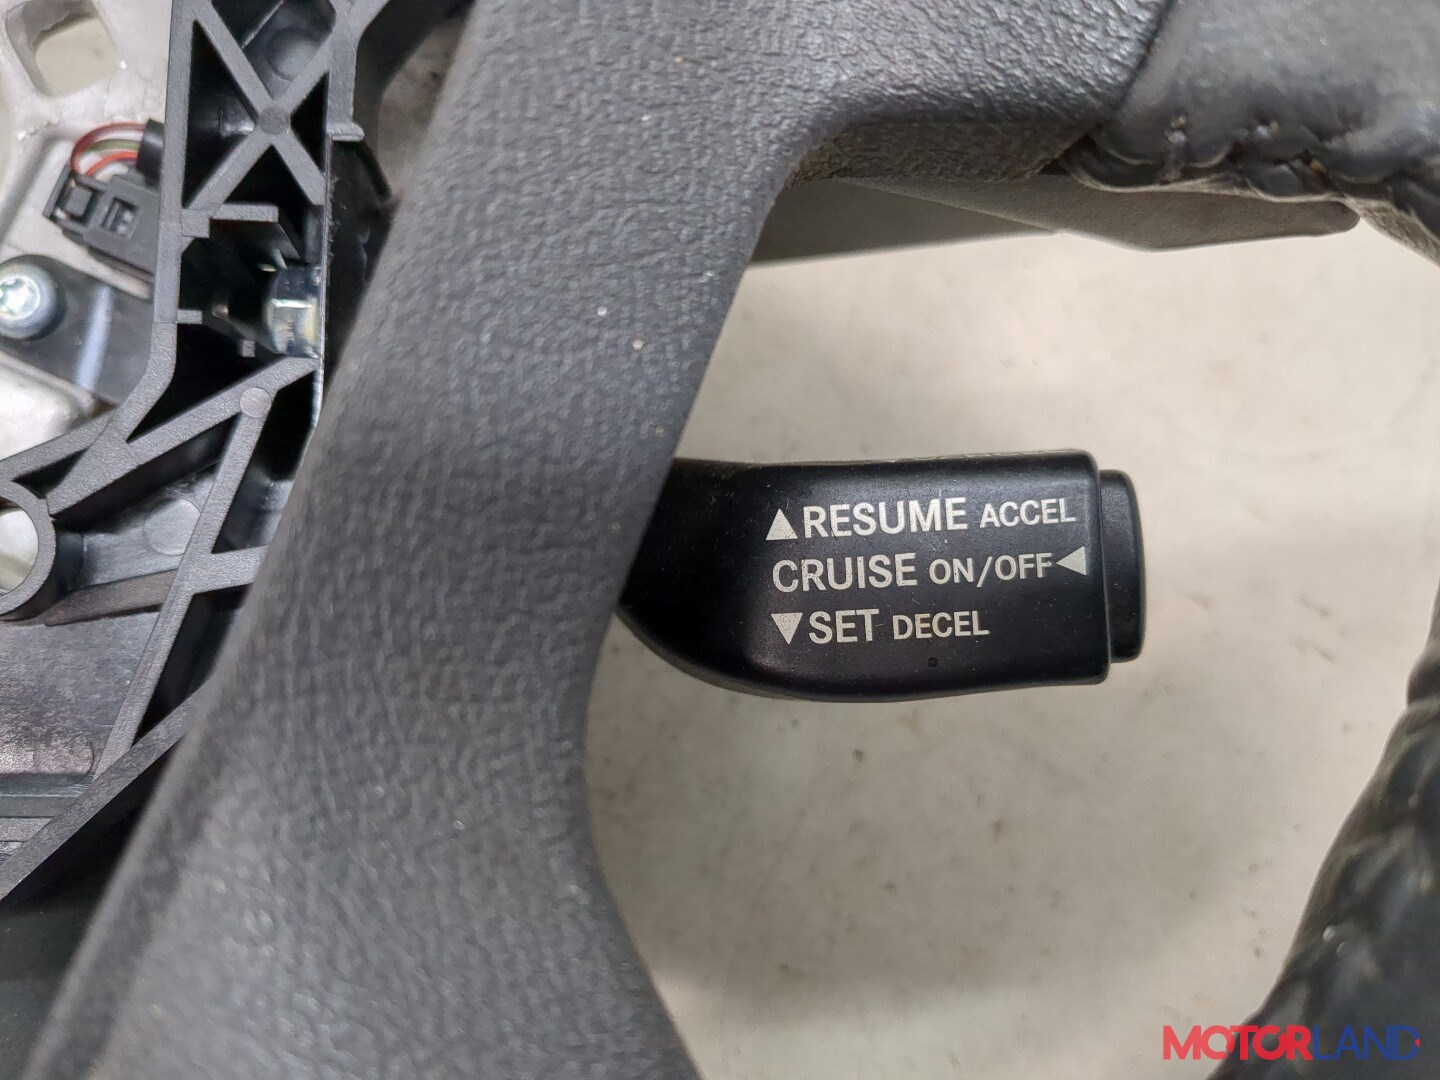 ▲RESUME ACCEL
CRUISE ON/OFF◀
▼SET DECEL
MOTORLAND